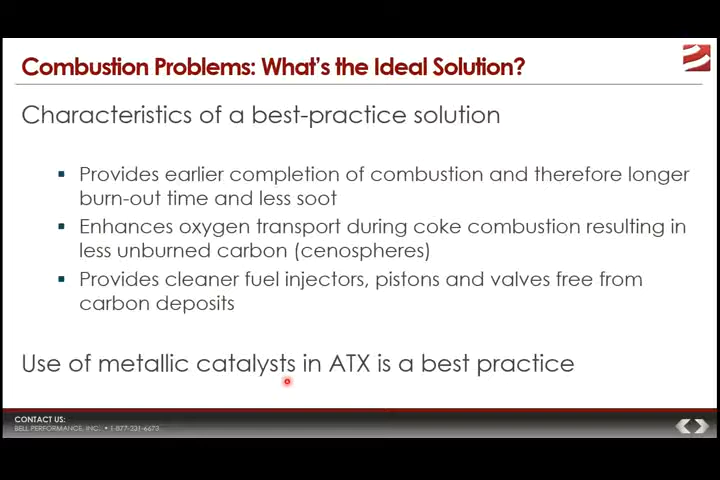 Combustion Problems: What's the Ideal Solution?
Characteristics of a best-practice solution
Provides earlier completion of combustion and therefore longer
burn-out time and less soot
Enhances oxygen transport during coke combustion resulting in
less unburned carbon (cenospheres)
Provides cleaner fuel injectors, pistons and valves free from
carbon deposits
Use of metallic catalysts in ATX is a best practice
CONTACT US:
BELL PERFORMANCE, INC. • 1-877-231-6673